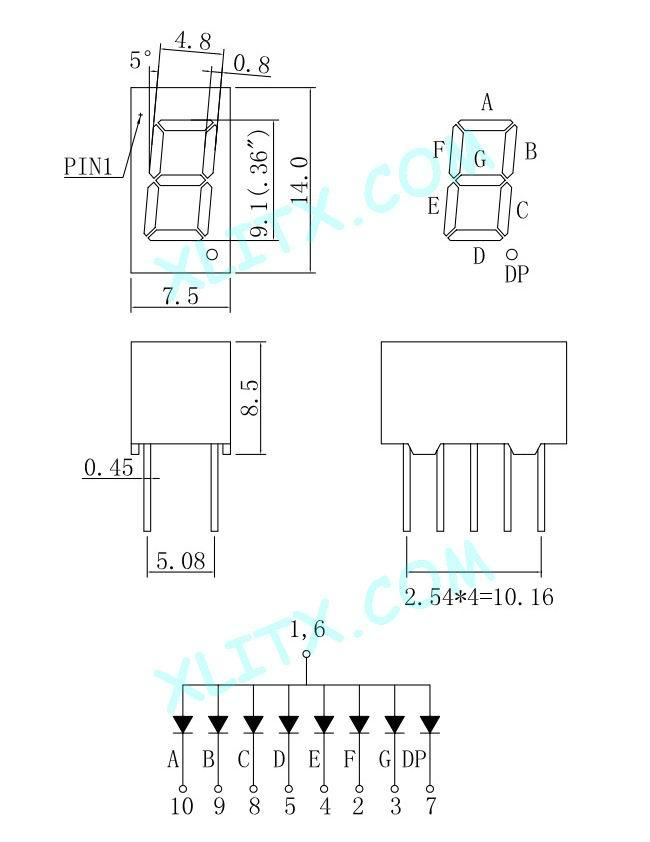 4.8
5°
0.8
PIN1
9.1(.36")
14.0
7.5
A
F
G
B
E
C
D
DP
XLITX.COM
8.5
0.45
5.08
2.54*4=10.16
XLITX.COM
1,6
A B C D E F G DP
10 9 8 5 4 2 3 7